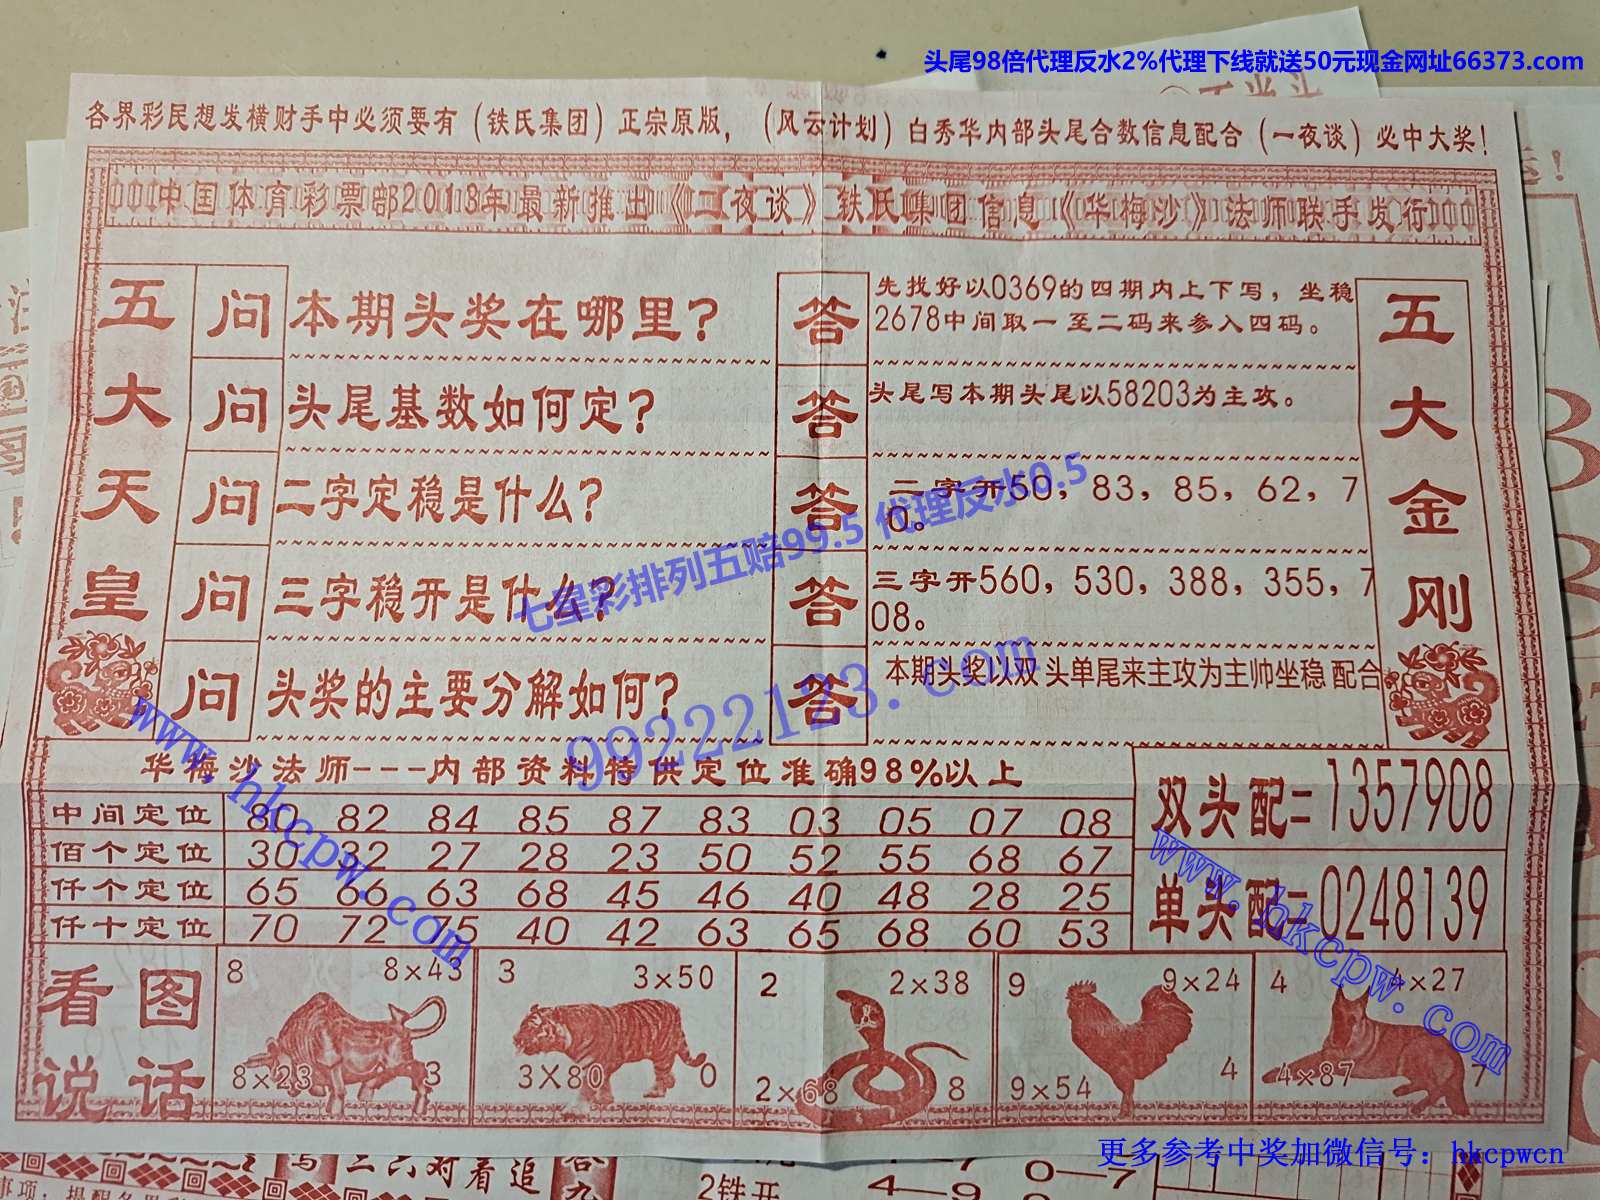 头尾98倍代理反水2%代理下线就送50元现金网址66373.com
各界彩民想发横财手中必须要有(铁氏集团)正宗原版,(风云计划)白秀华内部头尾合数信息配合(一夜谈)必中大奖!
中国体育彩票部2013年最新推出《二夜谈》铁氏集团信息《华梅沙》法师联手发行
五大天皇
问 本期头奖在哪里?
答 先找好以0369的四期内上下写,坐稳
2678中间取一至二码来参入四码。
问 头尾基数如何定?
答 头尾写本期头尾以58203为主攻。
问 二字定稳是什么?
答 二字开50,83,85,62,7
0。
问 三字稳开是什么?
答 三字开560,530,388,355,7
08。
问 头奖的主要分解如何?
答 本期头奖以双 头单尾来主攻为主帅坐稳 配合
五大金刚
七星彩排列五赔99.5 代理反水0.5
99222123.com
www.hkcpw.com
华梅沙法师---内部资料特供定位准确98%以上
中间定位 80 82 84 85 87 83 03 05 07 08
佰个定位 30 32 27 28 23 50 52 55 68 67
仟个定位 65 66 63 68 45 46 40 48 28 25
仟十定位 70 72 75 40 42 63 65 68 60 53
双头配=1357908
单头配=0248139
www.hkcpw.com
看图
说话
8 8×43
8×23 3
3 3×50
3X80 0
2 2×38
2×68 8
9 9×24
9×54 4
4 4×27
4×87 7
更多参考中奖加微信号:hkcpwcn
二六对看追
2铁开
4—9
0—7